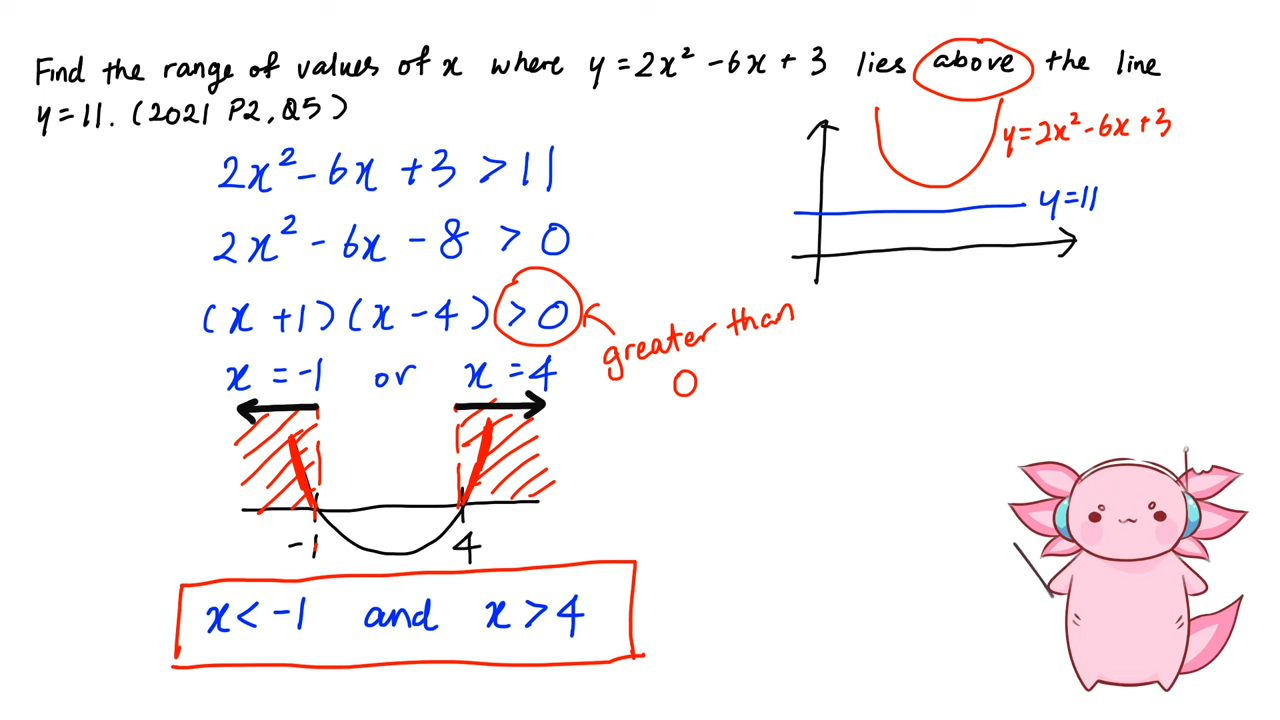 Find the range of values of x where y = 2x² - 6x + 3 lies above the line
y = 11. (2021 P2, Q5)
2x² - 6x + 3 > 11
2x² - 6x - 8 > 0
(x + 1)(x - 4) > 0
x = -1 or x = 4
greater than
0
-1 4
x < -1 and x > 4
y = 2x² - 6x + 3
y = 11